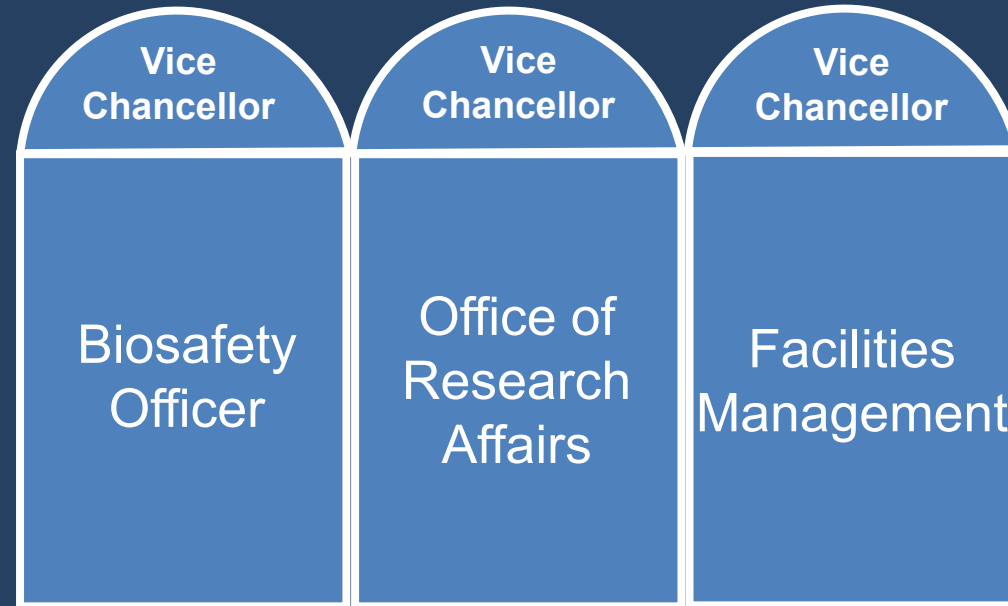 Vice
Chancellor
Vice
Chancellor
Vice
Chancellor
Biosafety
Officer
Office of
Research
Affairs
Facilities
Management